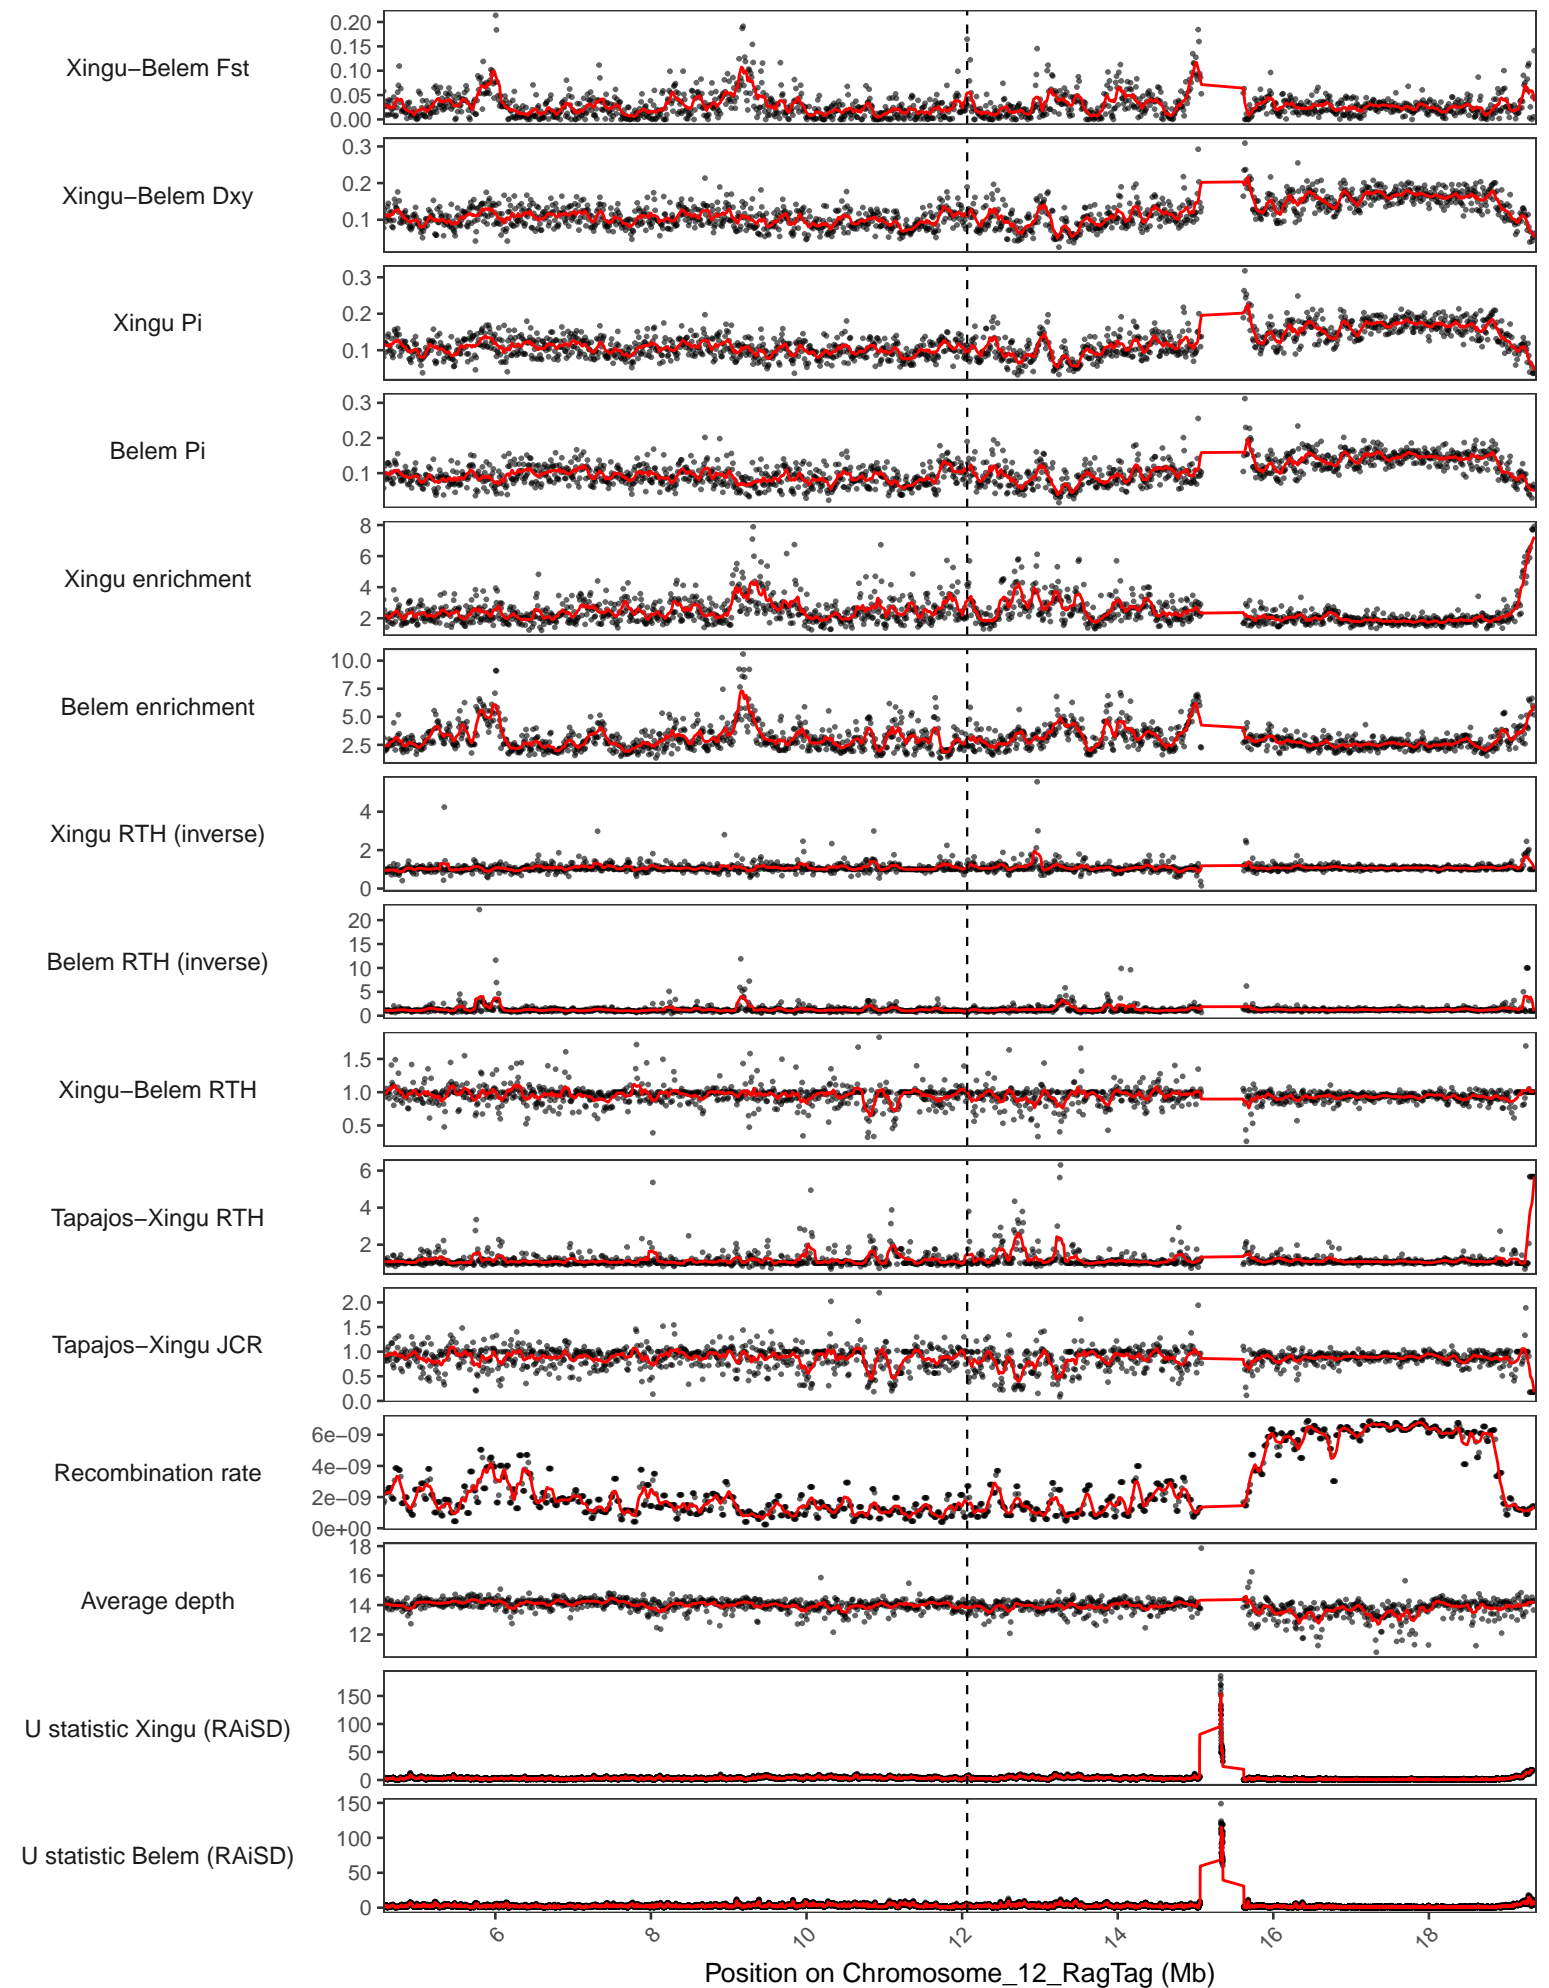 Xingu−Belem Fst
0.20
0.15
0.10
0.05
0.00
Xingu−Belem Dxy
0.3
0.2
0.1
Xingu Pi
0.3
0.2
0.1
Belem Pi
0.3
0.2
0.1
Xingu enrichment
8
6
4
2
Belem enrichment
10.0
7.5
5.0
2.5
Xingu RTH (inverse)
4
2
0
Belem RTH (inverse)
20
15
10
5
0
Xingu−Belem RTH
1.5
1.0
0.5
Tapajos−Xingu RTH
6
4
2
Tapajos−Xingu JCR
2.0
1.5
1.0
0.5
0.0
Recombination rate
6e−09
4e−09
2e−09
0e+00
Average depth
18
16
14
12
U statistic Xingu (RAiSD)
150
100
50
0
U statistic Belem (RAiSD)
150
100
50
0
6 8 10 12 14 16 18
Position on Chromosome_12_RagTag (Mb)